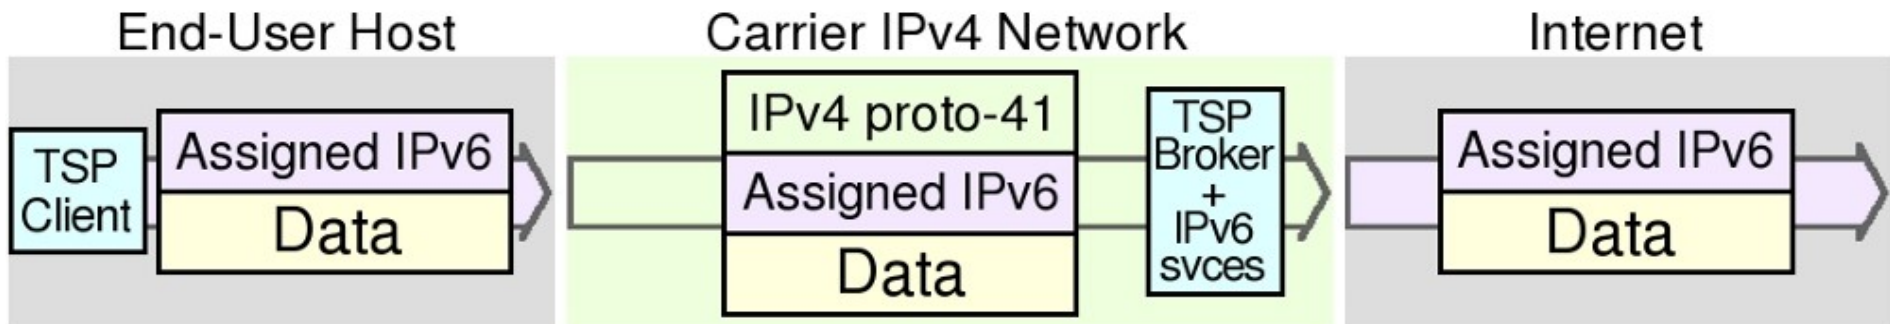 End-User Host
Carrier IPv4 Network
Internet
TSP
Client
Assigned IPv6
Data
IPv4 proto-41
Assigned IPv6
Data
TSP
Broker
+
IPv6
svces
Assigned IPv6
Data